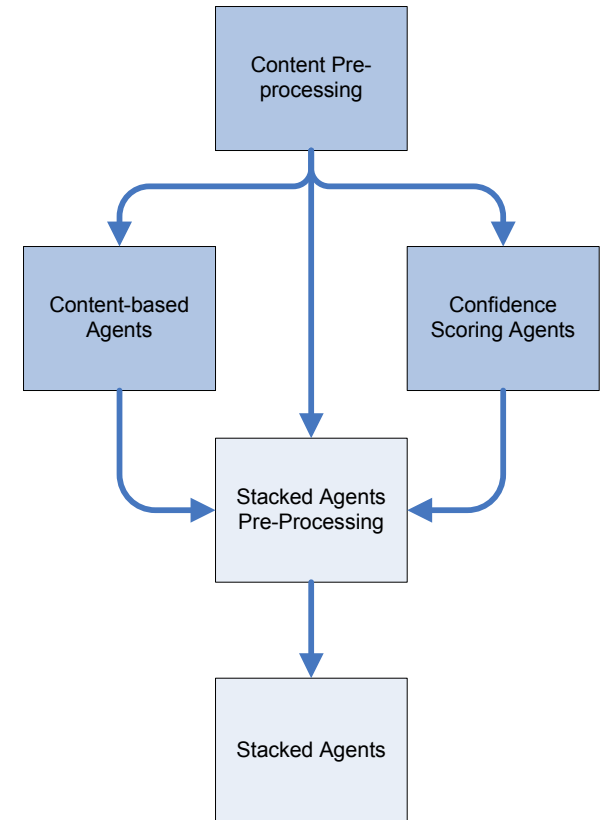 Content Pre-
processing
Content-based
Agents
Confidence
Scoring Agents
Stacked Agents
Pre-Processing
Stacked Agents